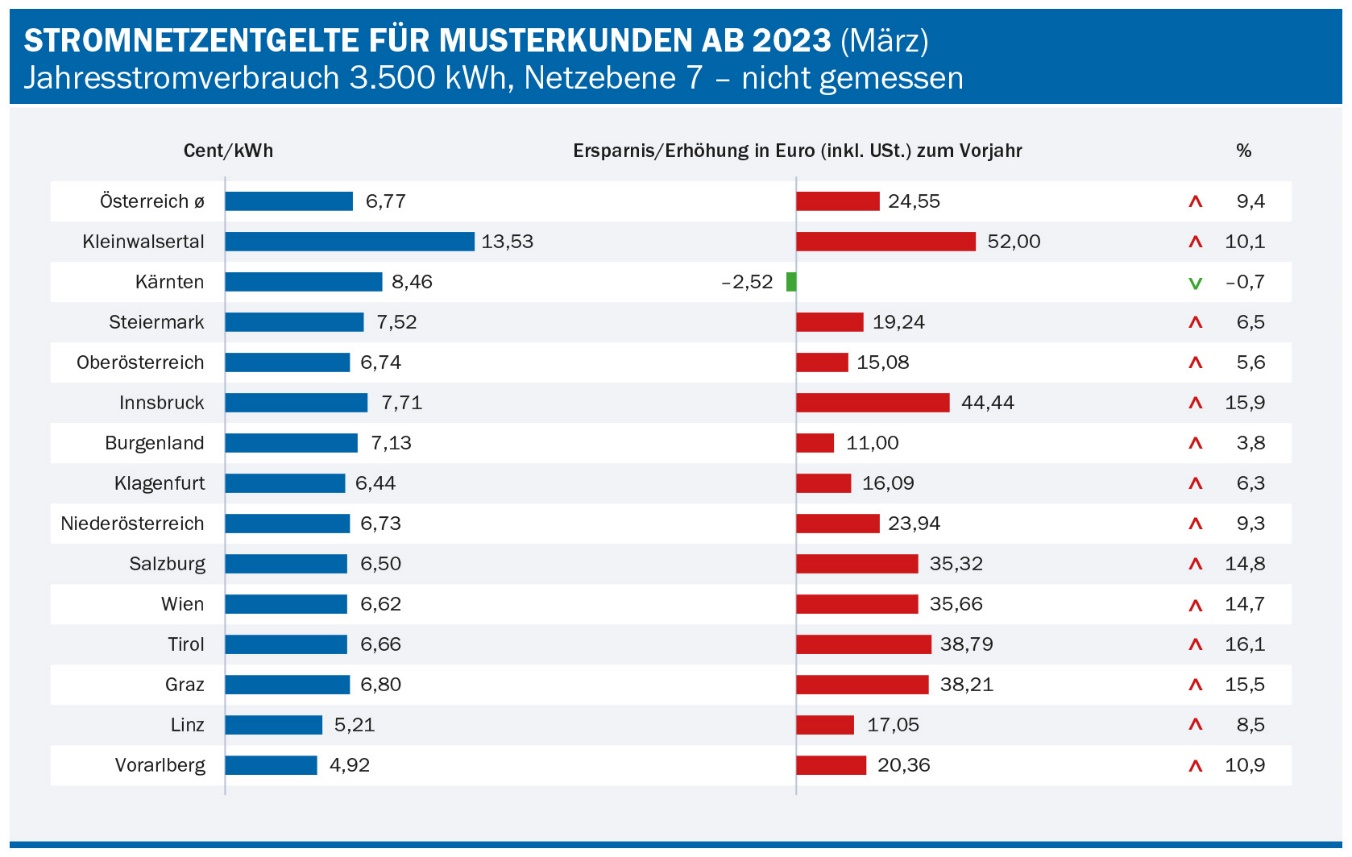 STROMNETZENTGELTE FÜR MUSTERKUNDEN AB 2023 (März)
Jahresstromverbrauch 3.500 kWh, Netzebene 7 – nicht gemessen
Cent/kWh Ersparnis/Erhöhung in Euro (inkl. USt.) zum Vorjahr %
Österreich ø 6,77 24,55 ∧ 9,4
Kleinwalsertal 13,53 52,00 ∧ 10,1
Kärnten 8,46 –2,52 ∨ –0,7
Steiermark 7,52 19,24 ∧ 6,5
Oberösterreich 6,74 15,08 ∧ 5,6
Innsbruck 7,71 44,44 ∧ 15,9
Burgenland 7,13 11,00 ∧ 3,8
Klagenfurt 6,44 16,09 ∧ 6,3
Niederösterreich 6,73 23,94 ∧ 9,3
Salzburg 6,50 35,32 ∧ 14,8
Wien 6,62 35,66 ∧ 14,7
Tirol 6,66 38,79 ∧ 16,1
Graz 6,80 38,21 ∧ 15,5
Linz 5,21 17,05 ∧ 8,5
Vorarlberg 4,92 20,36 ∧ 10,9